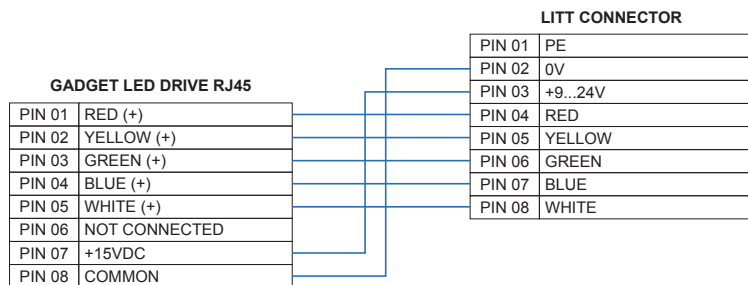 LITT CONNECTOR
PIN 01 PE
PIN 02 0V
PIN 03 +9...24V
PIN 04 RED
PIN 05 YELLOW
PIN 06 GREEN
PIN 07 BLUE
PIN 08 WHITE
GADGET LED DRIVE RJ45
PIN 01 RED (+)
PIN 02 YELLOW (+)
PIN 03 GREEN (+)
PIN 04 BLUE (+)
PIN 05 WHITE (+)
PIN 06 NOT CONNECTED
PIN 07 +15VDC
PIN 08 COMMON